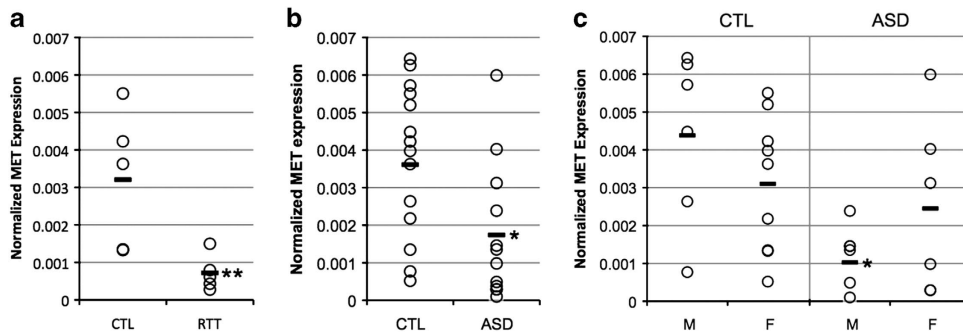 a
Normalized MET Expression
0.007
0.006
0.005
0.004
0.003
0.002
0.001
0
**
CTL RTT
b
Normalized MET expression
0.007
0.006
0.005
0.004
0.003
0.002
0.001
0
*
CTL ASD
c
CTL ASD
Normalized MET Expression
0.007
0.006
0.005
0.004
0.003
0.002
0.001
0
*
M F M F